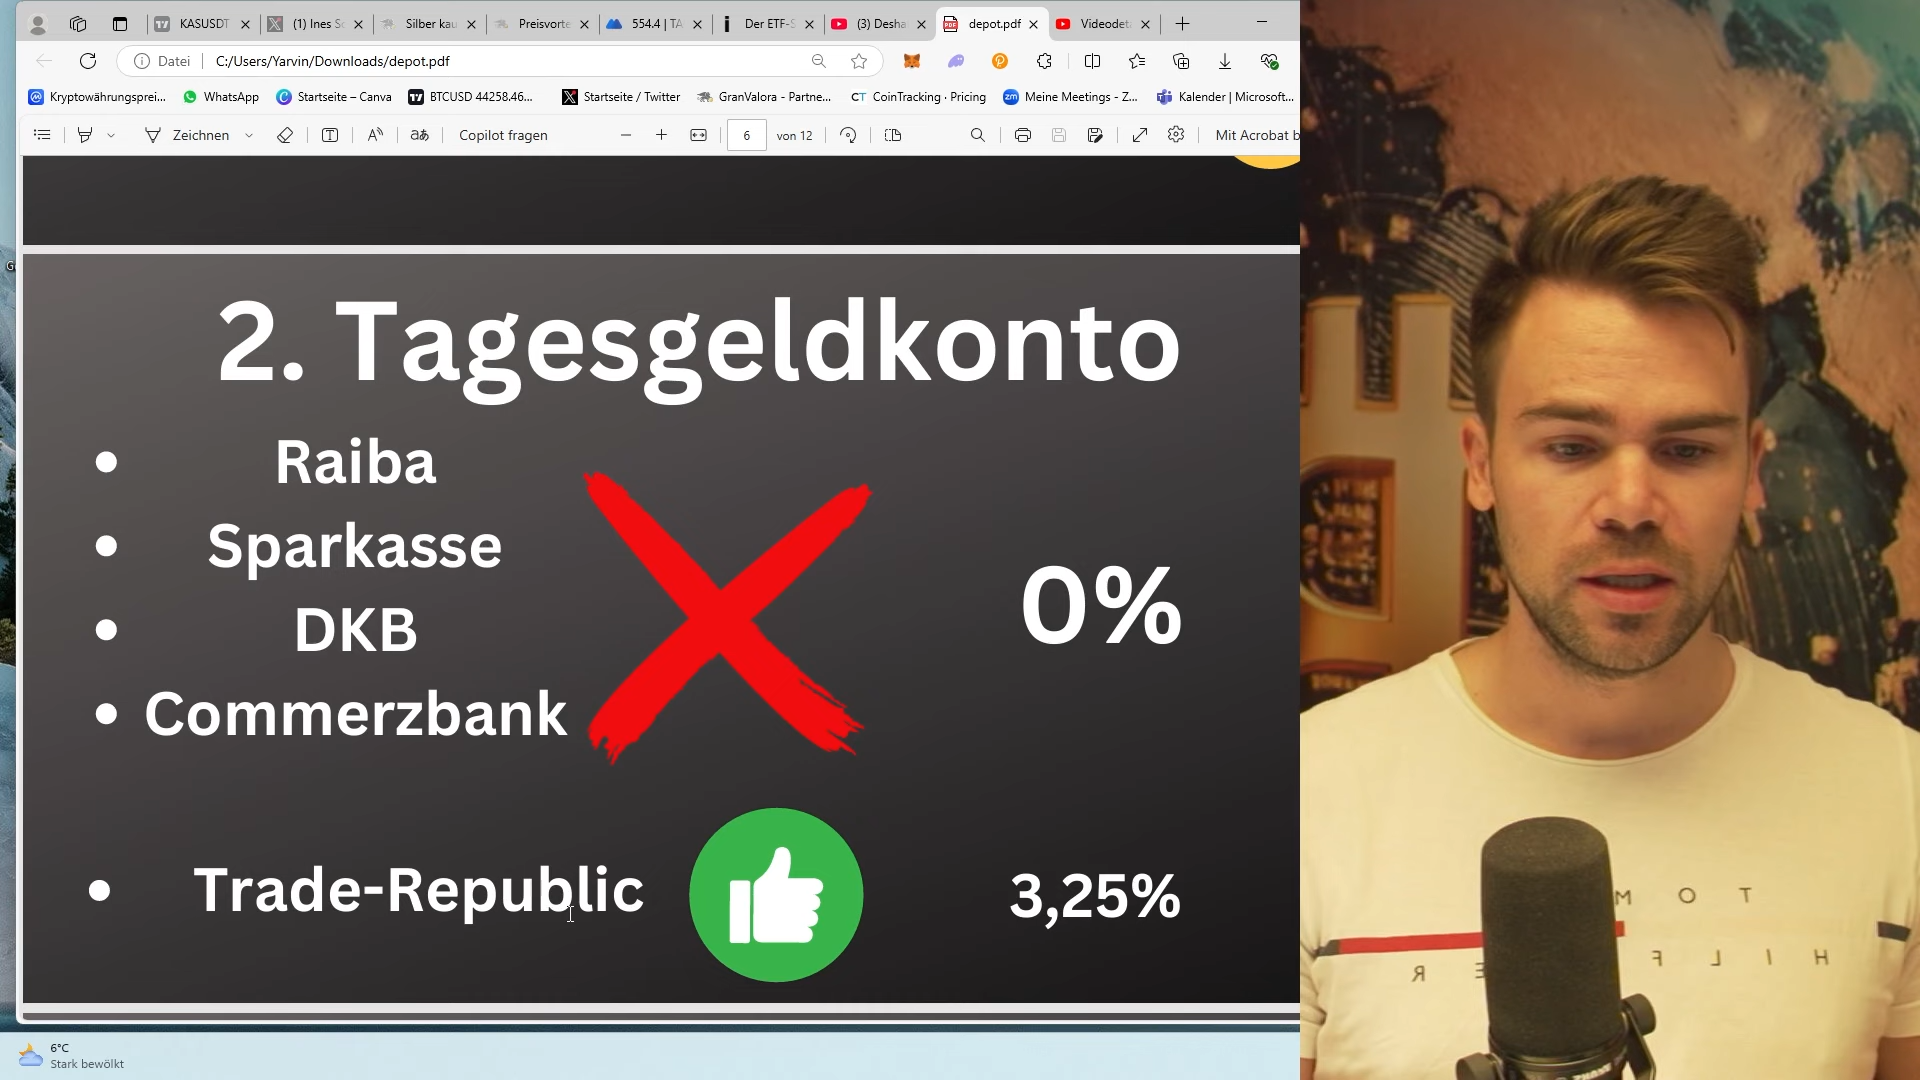 KASUSDT
(1) Ines Sc
Silber kau
Preisvorte
554.4 | TA
Der ETF-S
(3) Desha
depot.pdf
Videodet
Datei
C:/Users/Yarvin/Downloads/depot.pdf
Kryptowährungsprei...
WhatsApp
Startseite – Canva
BTCUSD 44258.46...
Startseite / Twitter
GranValora - Partne...
CoinTracking · Pricing
Meine Meetings - Z...
Kalender | Microsoft...
Zeichnen
Copilot fragen
6
von 12
Mit Acrobat b
2. Tagesgeldkonto
• Raiba
• Sparkasse
• DKB
• Commerzbank
0%
• Trade-Republic
3,25%
6°C
Stark bewölkt